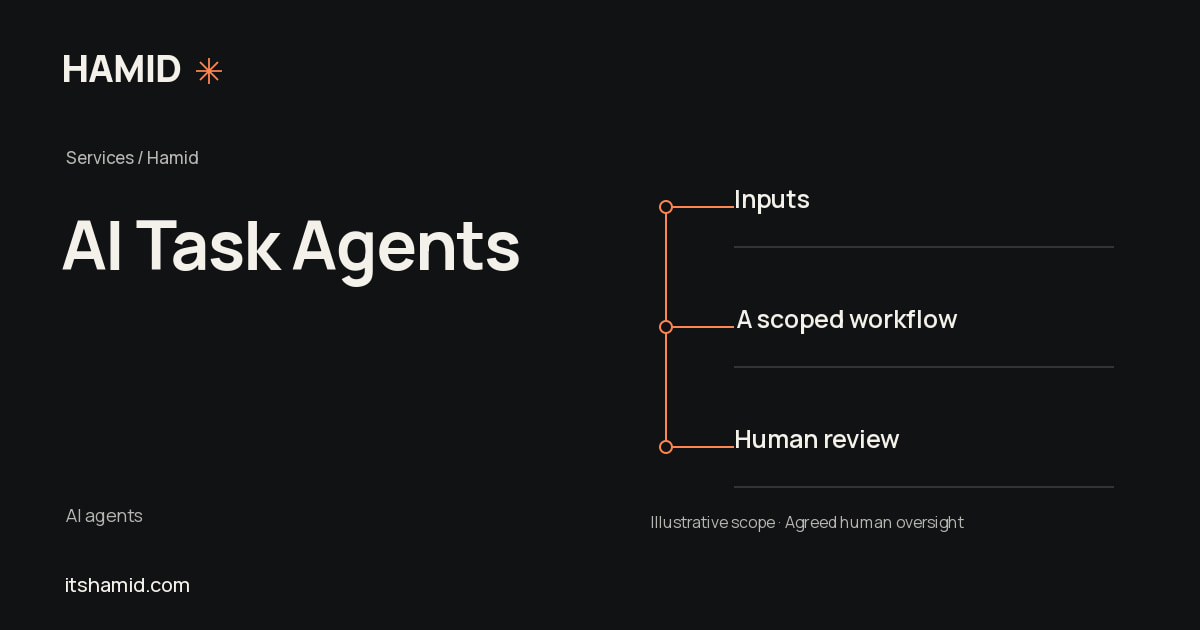 HAMID
Services / Hamid
AI Task Agents
Inputs
A scoped workflow
Human review
AI agents
Illustrative scope · Agreed human oversight
itshamid.com